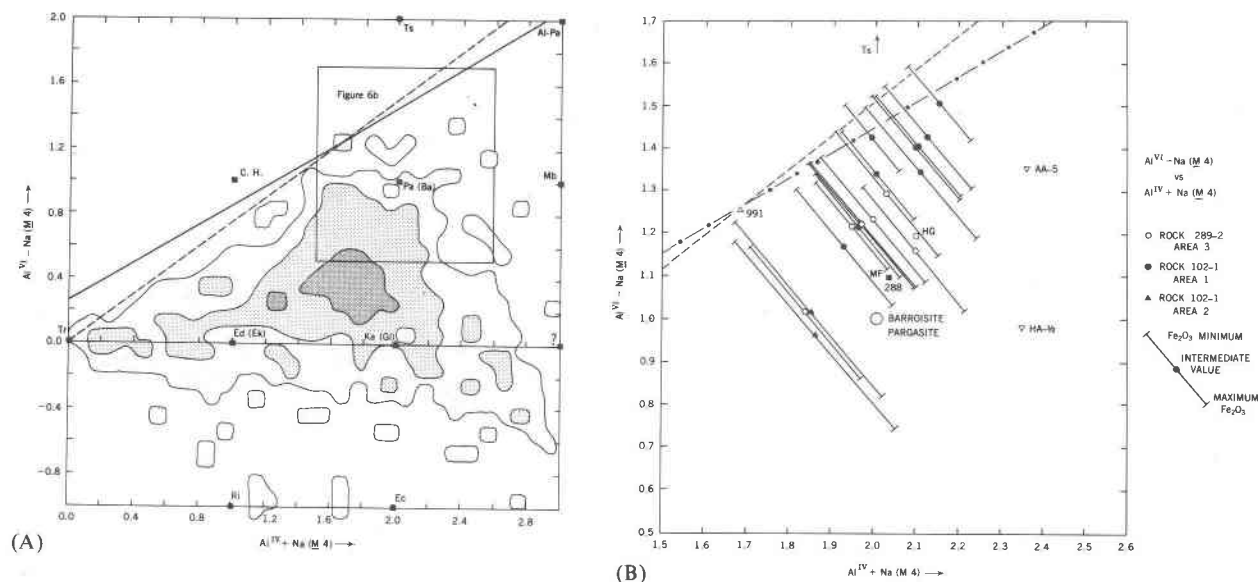 2.0
1.6
1.2
0.8
0.4
0.0
-0.4
-0.8
Al^VI – Na (M 4) ⟶
Ts
Al-Pa
Figure 6b
C. H.
Pa (Ba)
Mb
Tr
Ed (Ek)
Ka (Gl)
?
Ri
Ec
0.0 0.4 0.8 1.2 1.6 2.0 2.4 2.8
Al^IV + Na (M 4) ⟶
(A)
1.7
1.6
1.5
1.4
1.3
1.2
1.1
1.0
0.9
0.8
0.7
0.6
0.5
Al^VI – Na (M 4) ⟶
Ts
AA-5
991
HG
MF
288
BARROISITE
PARGASITE
HA-½
1.5 1.6 1.7 1.8 1.9 2.0 2.1 2.2 2.3 2.4 2.5 2.6
Al^IV + Na (M 4) ⟶
(B)
Al^VI – Na (M 4)
vs
Al^IV + Na (M 4)
ROCK 289-2
AREA 3
ROCK 102-1
AREA 1
ROCK 102-1
AREA 2
Fe₂O₃ MINIMUM
INTERMEDIATE
VALUE
MAXIMUM
Fe₂O₃